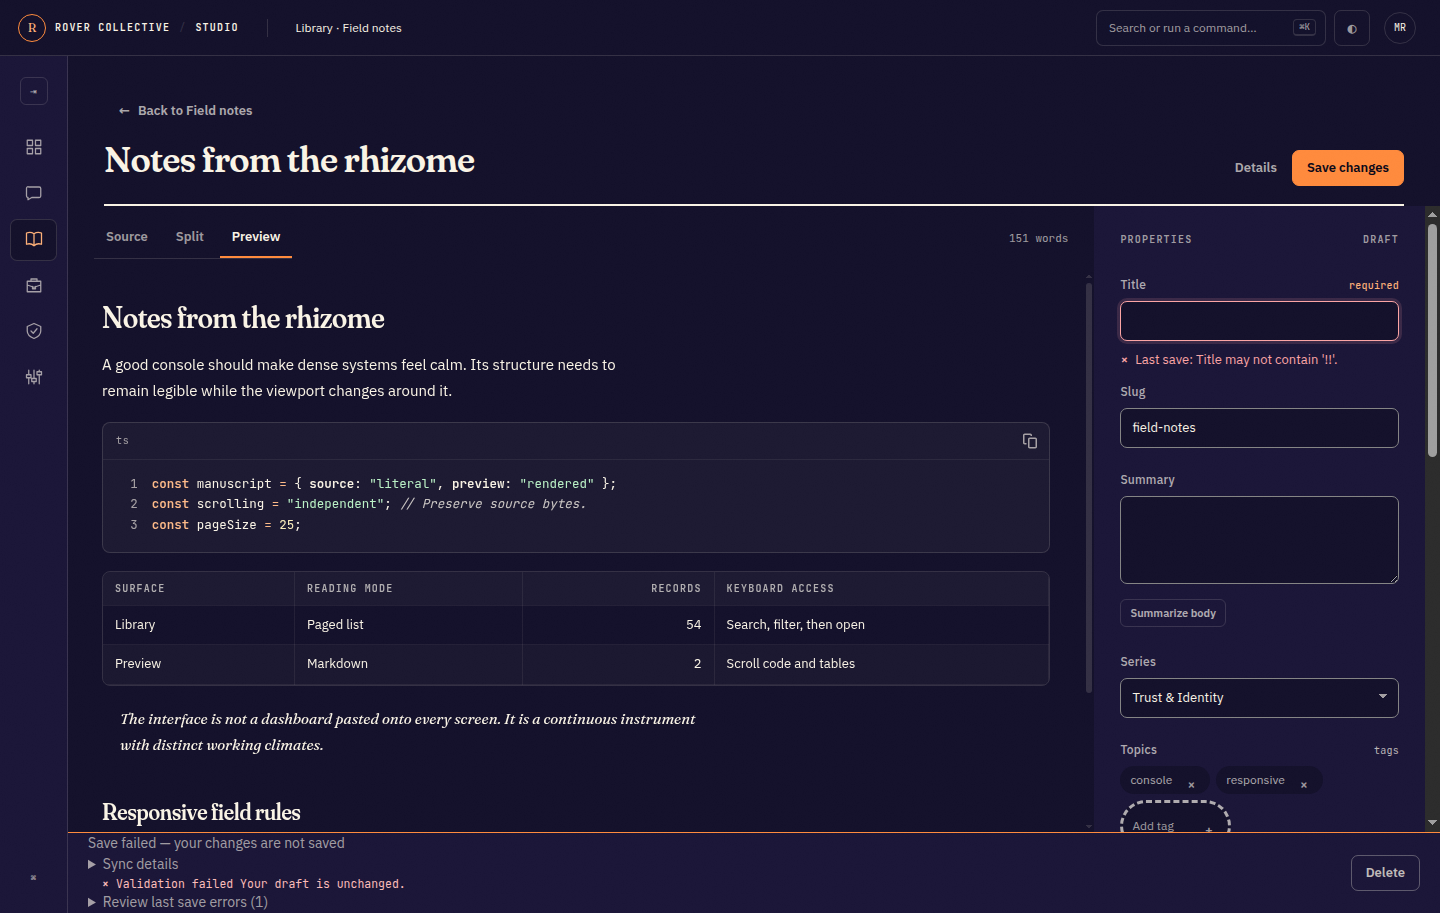 R ROVER COLLECTIVE / STUDIO
Library · Field notes
Search or run a command... ⌘K
MR
← Back to Field notes
Notes from the rhizome
Details
Save changes
Source Split Preview
151 words
Notes from the rhizome
A good console should make dense systems feel calm. Its structure needs to
remain legible while the viewport changes around it.
ts
1 const manuscript = { source: "literal", preview: "rendered" };
2 const scrolling = "independent"; // Preserve source bytes.
3 const pageSize = 25;
SURFACE READING MODE RECORDS KEYBOARD ACCESS
Library Paged list 54 Search, filter, then open
Preview Markdown 2 Scroll code and tables
The interface is not a dashboard pasted onto every screen. It is a continuous instrument
with distinct working climates.
Responsive field rules
PROPERTIES DRAFT
Title required
× Last save: Title may not contain '!!'.
Slug
field-notes
Summary
Summarize body
Series
Trust & Identity
Topics tags
console × responsive ×
Add tag +
⌘
Save failed — your changes are not saved
▶ Sync details
× Validation failed Your draft is unchanged.
▶ Review last save errors (1)
Delete